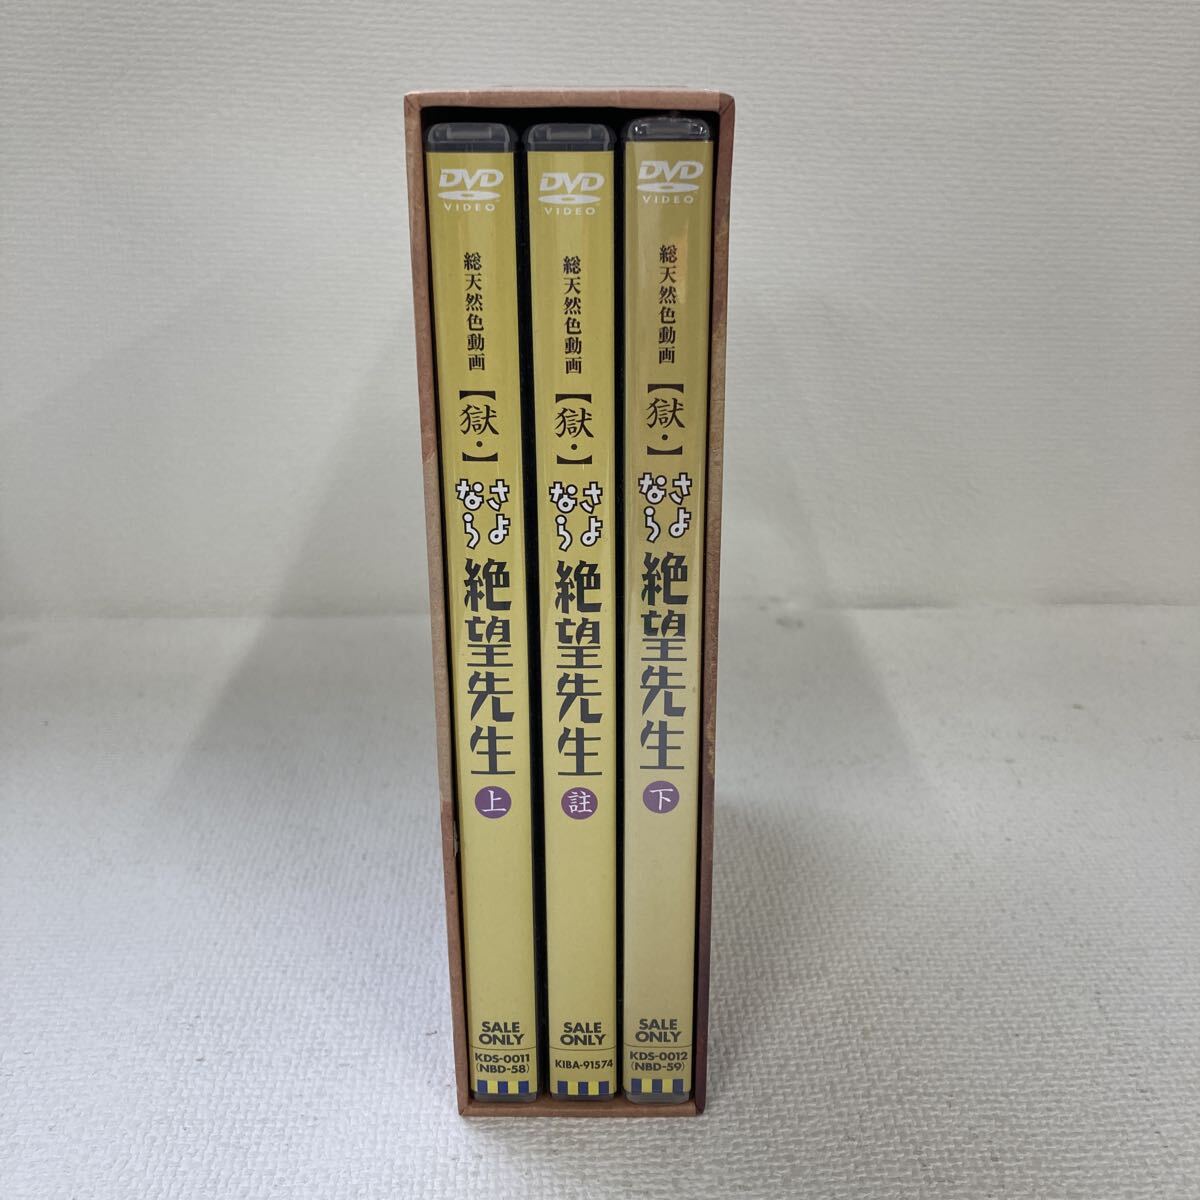 DVD
VIDEO
総天然色動画
【獄・】
さよ
なら
絶望先生
上
SALE
ONLY
KDS-0011
(NBD-58)
DVD
VIDEO
総天然色動画
【獄・】
さよ
なら
絶望先生
註
SALE
ONLY
KIBA-91574
DVD
VIDEO
総天然色動画
【獄・】
さよ
なら
絶望先生
下
SALE
ONLY
KDS-0012
(NBD-59)